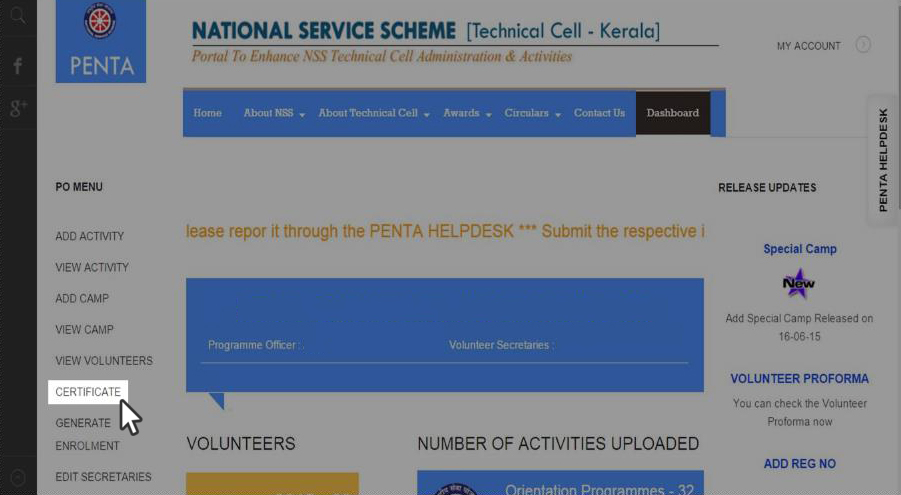 PENTA
NATIONAL SERVICE SCHEME [Technical Cell - Kerala]
Portal To Enhance NSS Technical Cell Administration & Activities
MY ACCOUNT
Home About NSS About Technical Cell Awards Circulars Contact Us Dashboard
PENTA HELPDESK
PO MENU
ADD ACTIVITY
VIEW ACTIVITY
ADD CAMP
VIEW CAMP
VIEW VOLUNTEERS
CERTIFICATE
GENERATE
ENROLMENT
EDIT SECRETARIES
lease repor it through the PENTA HELPDESK *** Submit the respective i
Programme Officer : . Volunteer Secretaries :
VOLUNTEERS
NUMBER OF ACTIVITIES UPLOADED
Orientation Programmes - 32
RELEASE UPDATES
Special Camp
New
Add Special Camp Released on
16-06-15
VOLUNTEER PROFORMA
You can check the Volunteer
Proforma now
ADD REG NO